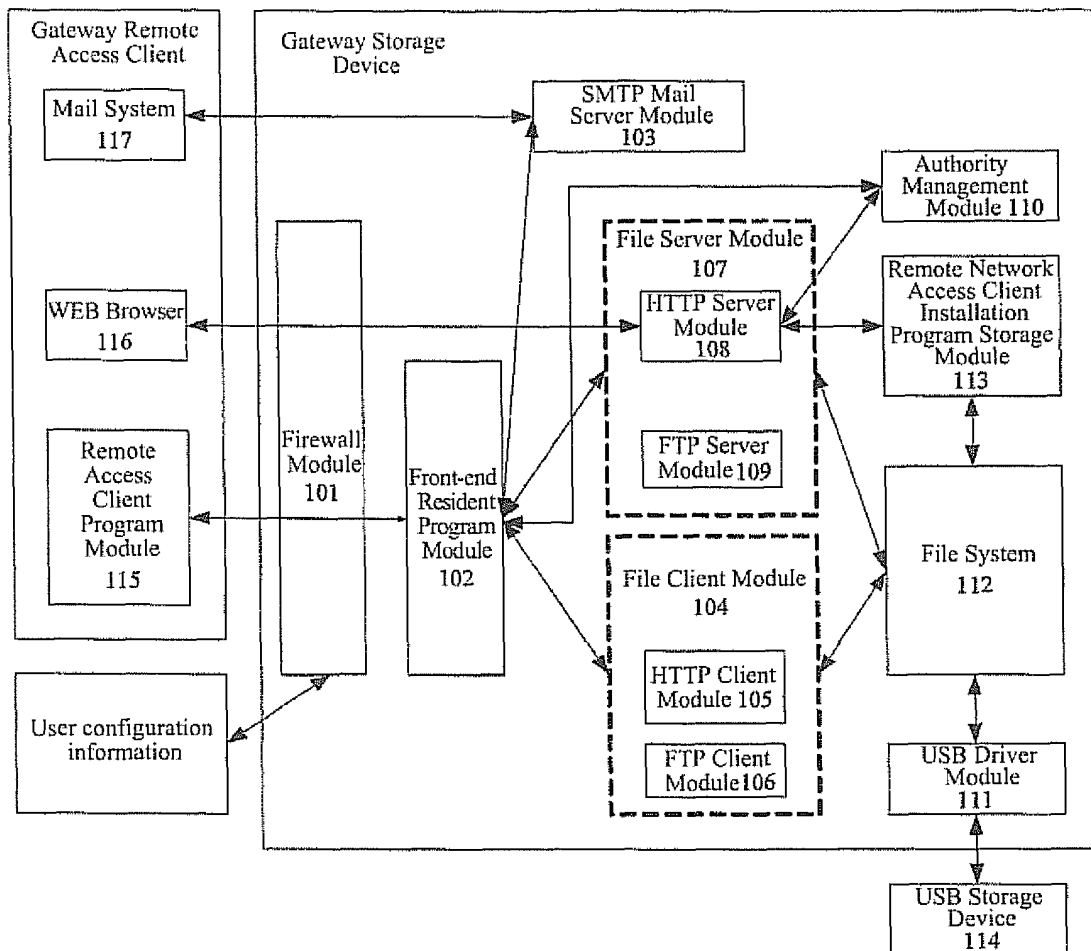 Gateway Remote
Access Client
Mail System
117
WEB Browser
116
Remote
Access
Client
Program
Module
115
User configuration
information
Gateway Storage
Device
Firewall
Module
101
Front-end
Resident
Program
Module
102
SMTP Mail
Server Module
103
File Server Module
107
HTTP Server
Module
108
FTP Server
Module 109
File Client Module
104
HTTP Client
Module 105
FTP Client
Module106
Authority
Management
Module 110
Remote Network
Access Client
Installation
Program Storage
Module
113
File System
112
USB Driver
Module
111
USB Storage
Device
114